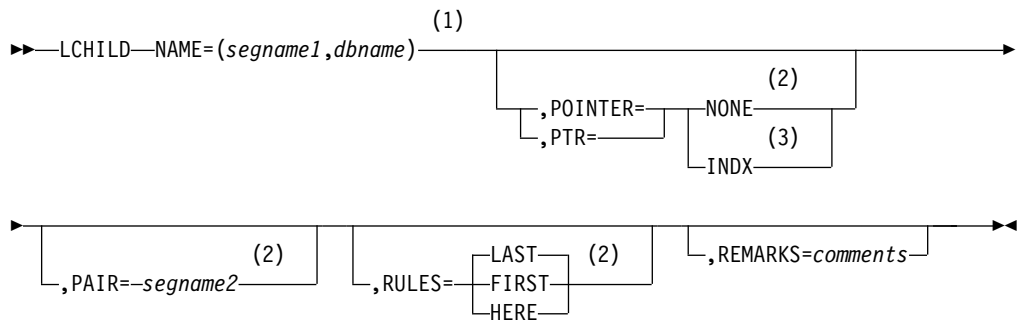 (1)
LCHILD NAME=(segname1,dbname)
(2)
,POINTER= NONE
,PTR= (3)
INDX
(2) LAST (2) ,REMARKS=comments
,PAIR= segname2 ,RULES= FIRST
HERE